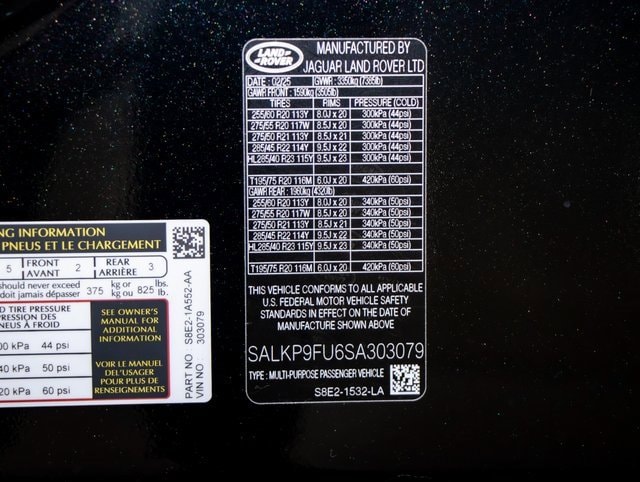 LAND-
-ROVER
MANUFACTURED BY
JAGUAR LAND ROVER LTD
DATE : 02/25 GVWR : 3350kg (7385lb)
GAWR FRONT : 1590kg (3505lb)
TIRES RIMS PRESSURE (COLD)
255/60 R20 113Y 8.0J x 20 300kPa (44psi)
275/55 R20 117W 8.0J x 20 300kPa (44psi)
275/50 R21 113Y 8.5J x 21 300kPa (44psi)
285/45 R22 114Y 9.5J x 22 300kPa (44psi)
HL285/40 R23 115Y 9.5J x 23 300kPa (44psi)
T195/75 R20 116M 6.0J x 20 420kPa (60psi)
GAWR REAR : 1960kg (4320lb)
255/60 R20 113Y 8.0J x 20 340kPa (50psi)
275/55 R20 117W 8.0J x 20 340kPa (50psi)
275/50 R21 113Y 8.5J x 21 340kPa (50psi)
285/45 R22 114Y 9.5J x 22 340kPa (50psi)
HL285/40 R23 115Y 9.5J x 23 340kPa (50psi)
T195/75 R20 116M 6.0J x 20 420kPa (60psi)
THIS VEHICLE CONFORMS TO ALL APPLICABLE
U.S. FEDERAL MOTOR VEHICLE SAFETY
STANDARDS IN EFFECT ON THE DATE OF
MANUFACTURE SHOWN ABOVE
SALKP9FU6SA303079
TYPE : MULTI-PURPOSE PASSENGER VEHICLE
S8E2-1532-LA
NG INFORMATION
PNEUS ET LE CHARGEMENT
5 FRONT AVANT 2 REAR ARRIÈRE 3
should never exceed 375 kg or 825 lbs.
doit jamais dépasser kg ou lb.
D TIRE PRESSURE
PRESSION DES
NEUS À FROID
00 kPa 44 psi
40 kPa 50 psi
20 kPa 60 psi
SEE OWNER'S
MANUAL FOR
ADDITIONAL
INFORMATION
VOIR LE MANUEL
DE L'USAGER
POUR PLUS DE
RENSEIGNEMENTS
PART NO S8E2-1A552-AA
VIN NO : 303079